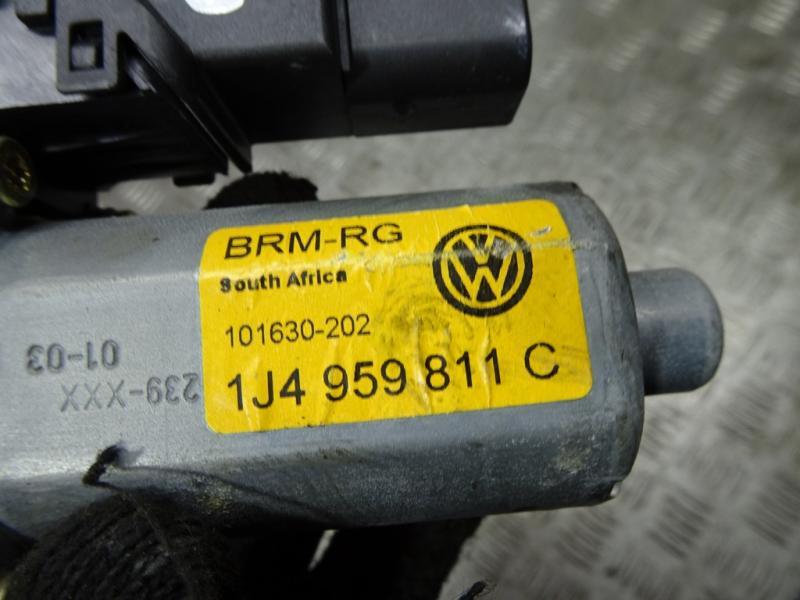 BRM-RG
South Africa
101630-202
1J4 959 811 C
239-XXX
01-03